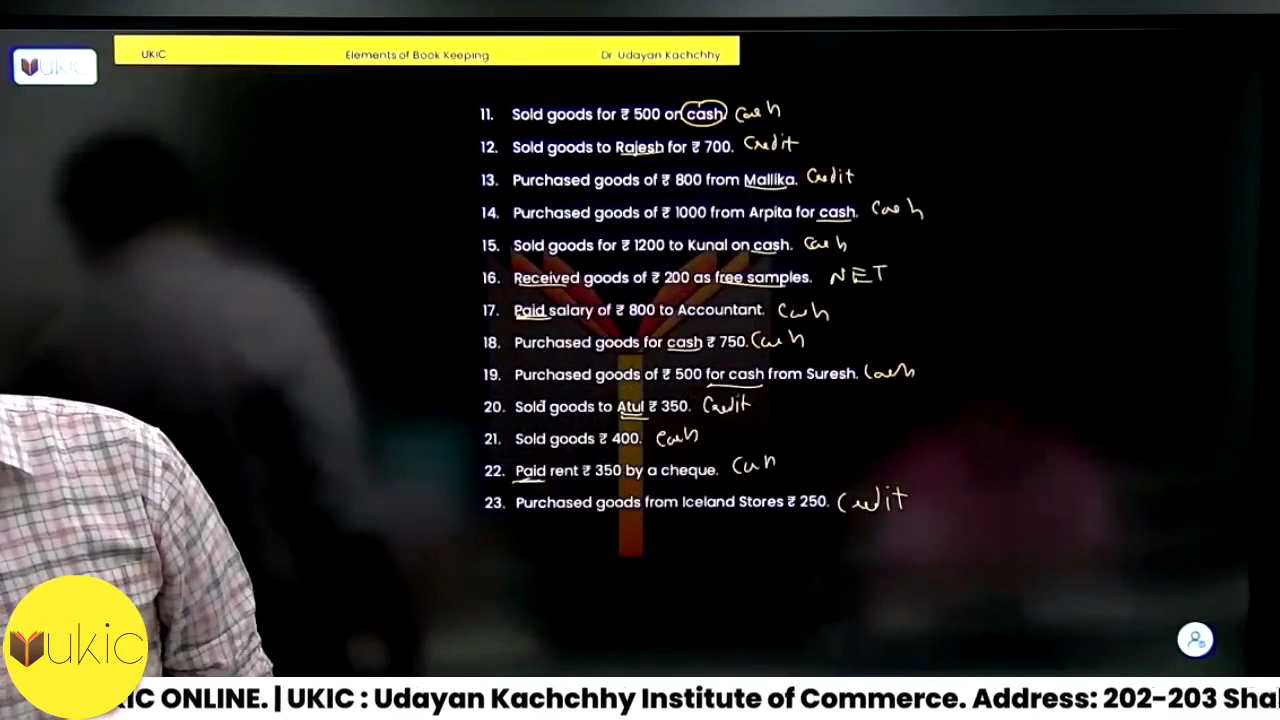 ukic
UKIC Elements of Book Keeping Dr Udayan Kachchhy
11. Sold goods for ₹ 500 on cash. Cash
12. Sold goods to Rajesh for ₹ 700. Credit
13. Purchased goods of ₹ 800 from Mallika. Credit
14. Purchased goods of ₹ 1000 from Arpita for cash. Cash
15. Sold goods for ₹ 1200 to Kunal on cash. Cash
16. Received goods of ₹ 200 as free samples. NET
17. Paid salary of ₹ 800 to Accountant. Cash
18. Purchased goods for cash ₹ 750. Cash
19. Purchased goods of ₹ 500 for cash from Suresh. Cash
20. Sold goods to Atul ₹ 350. Credit
21. Sold goods ₹ 400. Cash
22. Paid rent ₹ 350 by a cheque. Cash
23. Purchased goods from Iceland Stores ₹ 250. Credit
ukic
IC ONLINE. | UKIC : Udayan Kachchhy Institute of Commerce. Address: 202-203 Sha